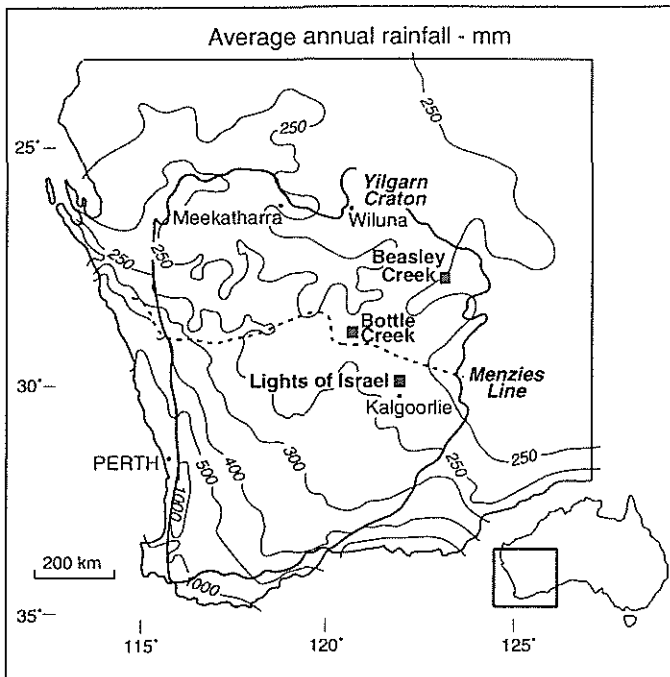 Average annual rainfall - mm
250
250
25°
Yilgarn
Craton
Meekatharra
Wiluna
250
250
Beasley
Creek
Bottle
Creek
30°
Lights of Israel
Menzies
Line
Kalgoorlie
PERTH
500
400
300
250
250
1000
200 km
1000
35°
115°
120°
125°